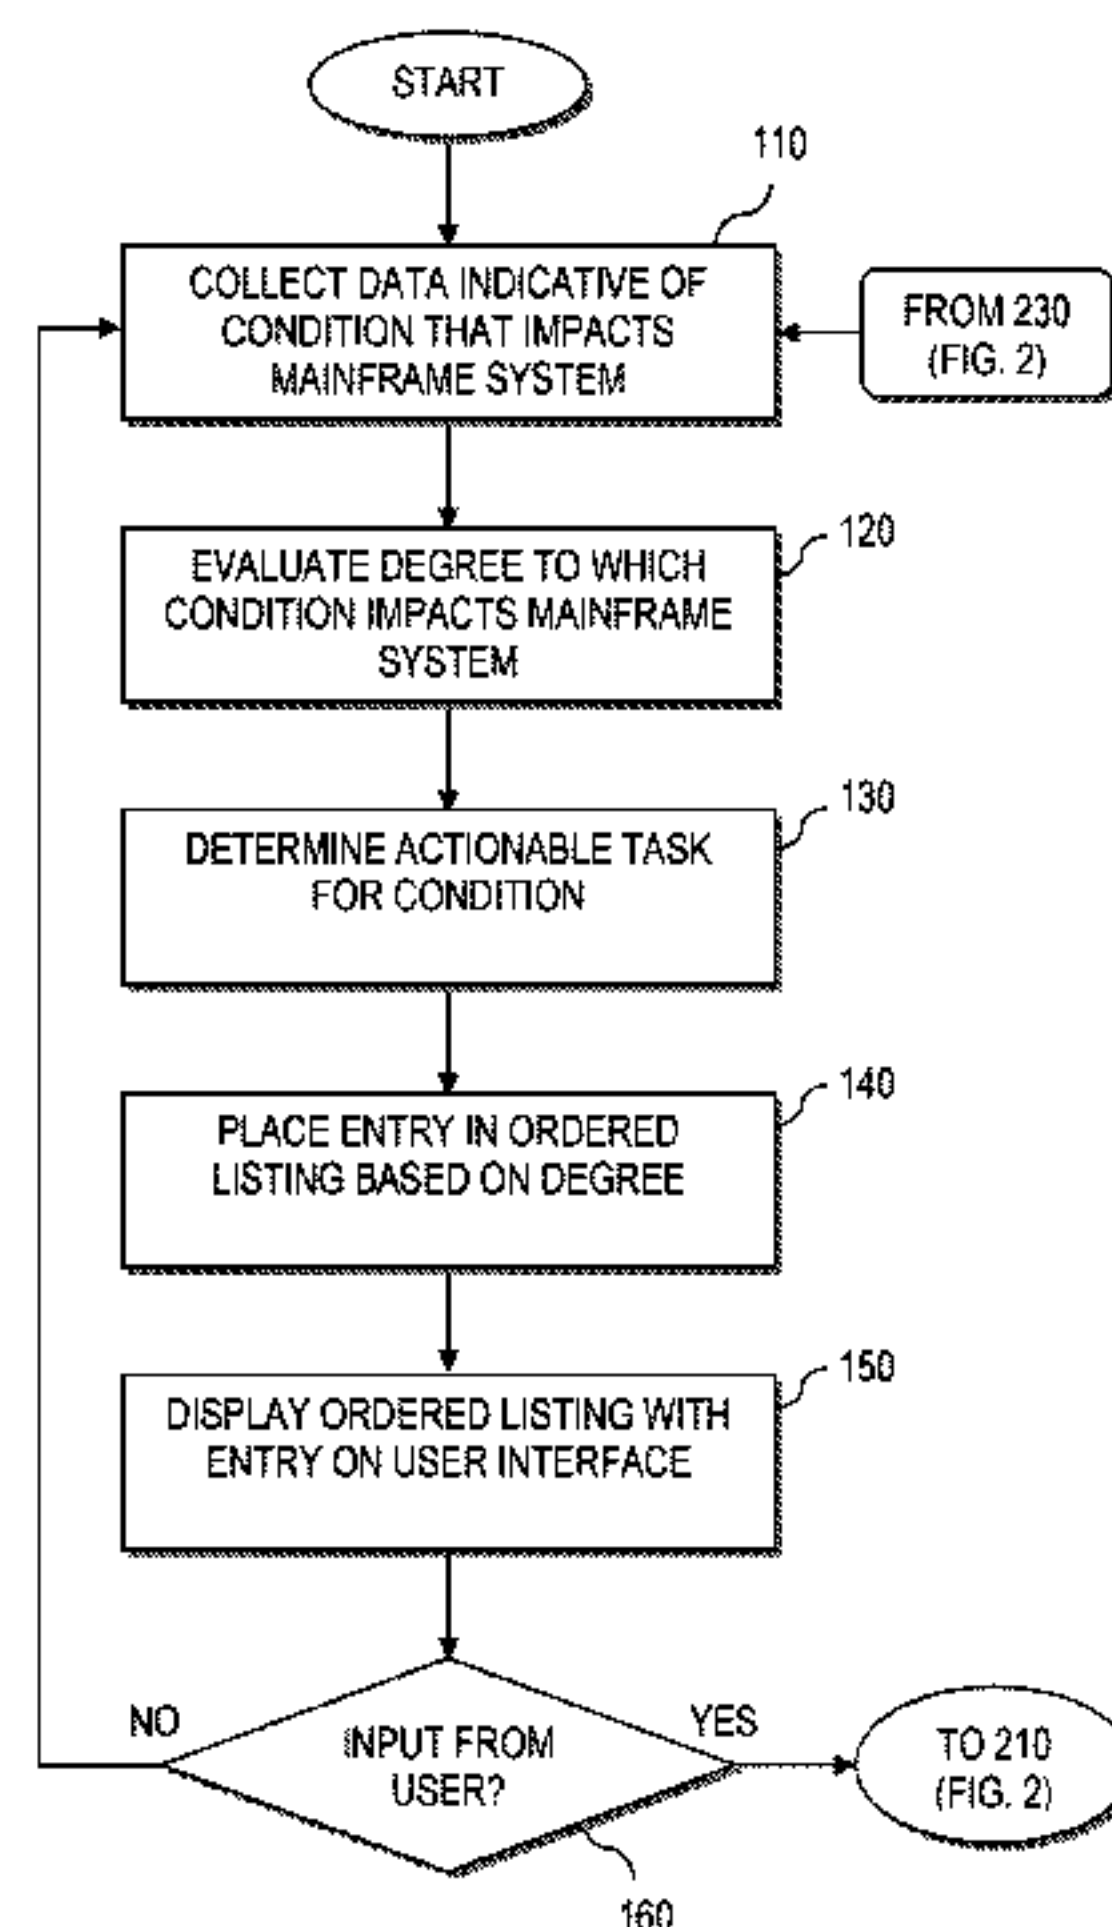 START
110
COLLECT DATA INDICATIVE OF
CONDITION THAT IMPACTS
MAINFRAME SYSTEM
FROM 230
(FIG. 2)
120
EVALUATE DEGREE TO WHICH
CONDITION IMPACTS MAINFRAME
SYSTEM
130
DETERMINE ACTIONABLE TASK
FOR CONDITION
140
PLACE ENTRY IN ORDERED
LISTING BASED ON DEGREE
150
DISPLAY ORDERED LISTING WITH
ENTRY ON USER INTERFACE
NO
INPUT FROM
USER?
YES
TO 210
(FIG. 2)
160